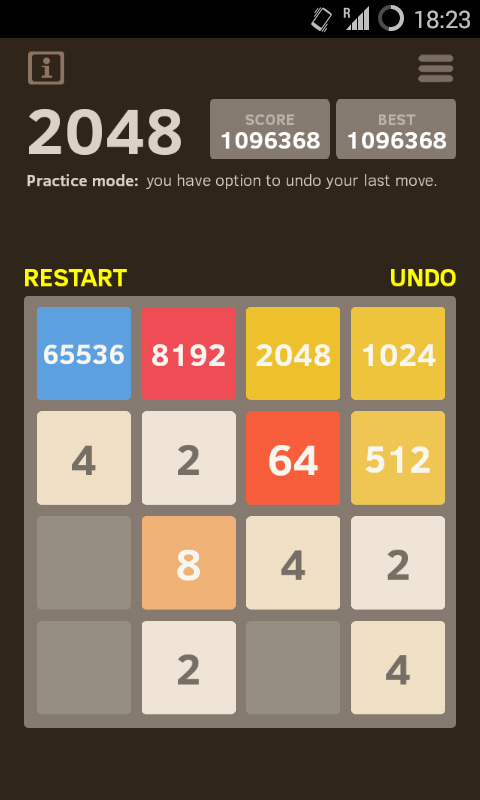 R 18:23
i
2048
SCORE BEST
1096368 1096368
Practice mode: you have option to undo your last move.
RESTART UNDO
65536 8192 2048 1024
4 2 64 512
8 4 2
2 4